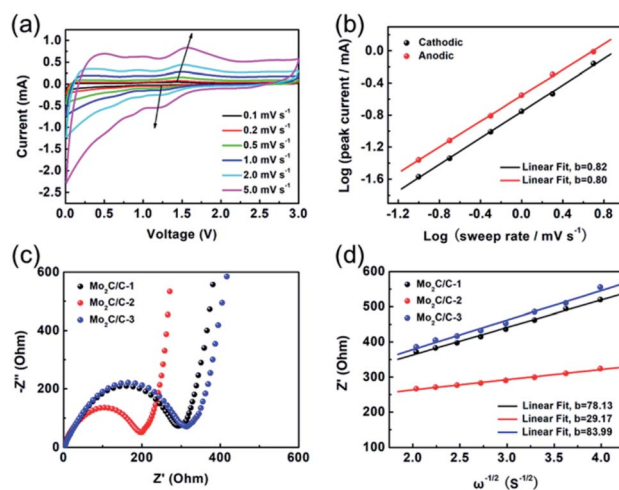 (a)
1.0
0.5
0.0
-0.5
-1.0
-1.5
-2.0
-2.5
Current (mA)
0.1 mV s⁻¹
0.2 mV s⁻¹
0.5 mV s⁻¹
1.0 mV s⁻¹
2.0 mV s⁻¹
5.0 mV s⁻¹
0.0 0.5 1.0 1.5 2.0 2.5 3.0
Voltage (V)
(b)
0.0
-0.4
-0.8
-1.2
-1.6
Log (peak current / mA)
Cathodic
Anodic
Linear Fit, b=0.82
Linear Fit, b=0.80
-1.2 -0.8 -0.4 0.0 0.4 0.8
Log (sweep rate / mV s⁻¹)
(c)
600
400
200
0
-Z'' (Ohm)
Mo₂C/C-1
Mo₂C/C-2
Mo₂C/C-3
0 200 400 600
Z' (Ohm)
(d)
600
500
400
300
200
100
Z' (Ohm)
Mo₂C/C-1
Mo₂C/C-2
Mo₂C/C-3
Linear Fit, b=78.13
Linear Fit, b=29.17
Linear Fit, b=83.99
2.0 2.5 3.0 3.5 4.0
ω⁻¹/² (S⁻¹/²)